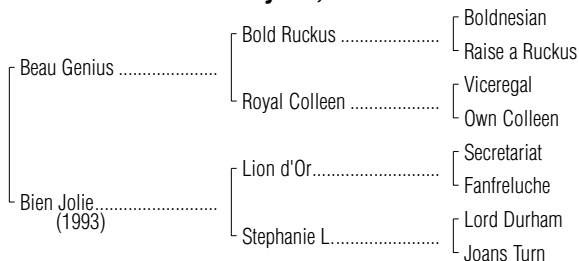 Boldnesian
Bold Ruckus ....................
Raise a Ruckus
Beau Genius ....................
Viceregal
Royal Colleen ..................
Own Colleen
Secretariat
Lion d'Or.........................
Fanfreluche
Bien Jolie.........................
(1993)
Lord Durham
Stephanie L.....................
Joans Turn